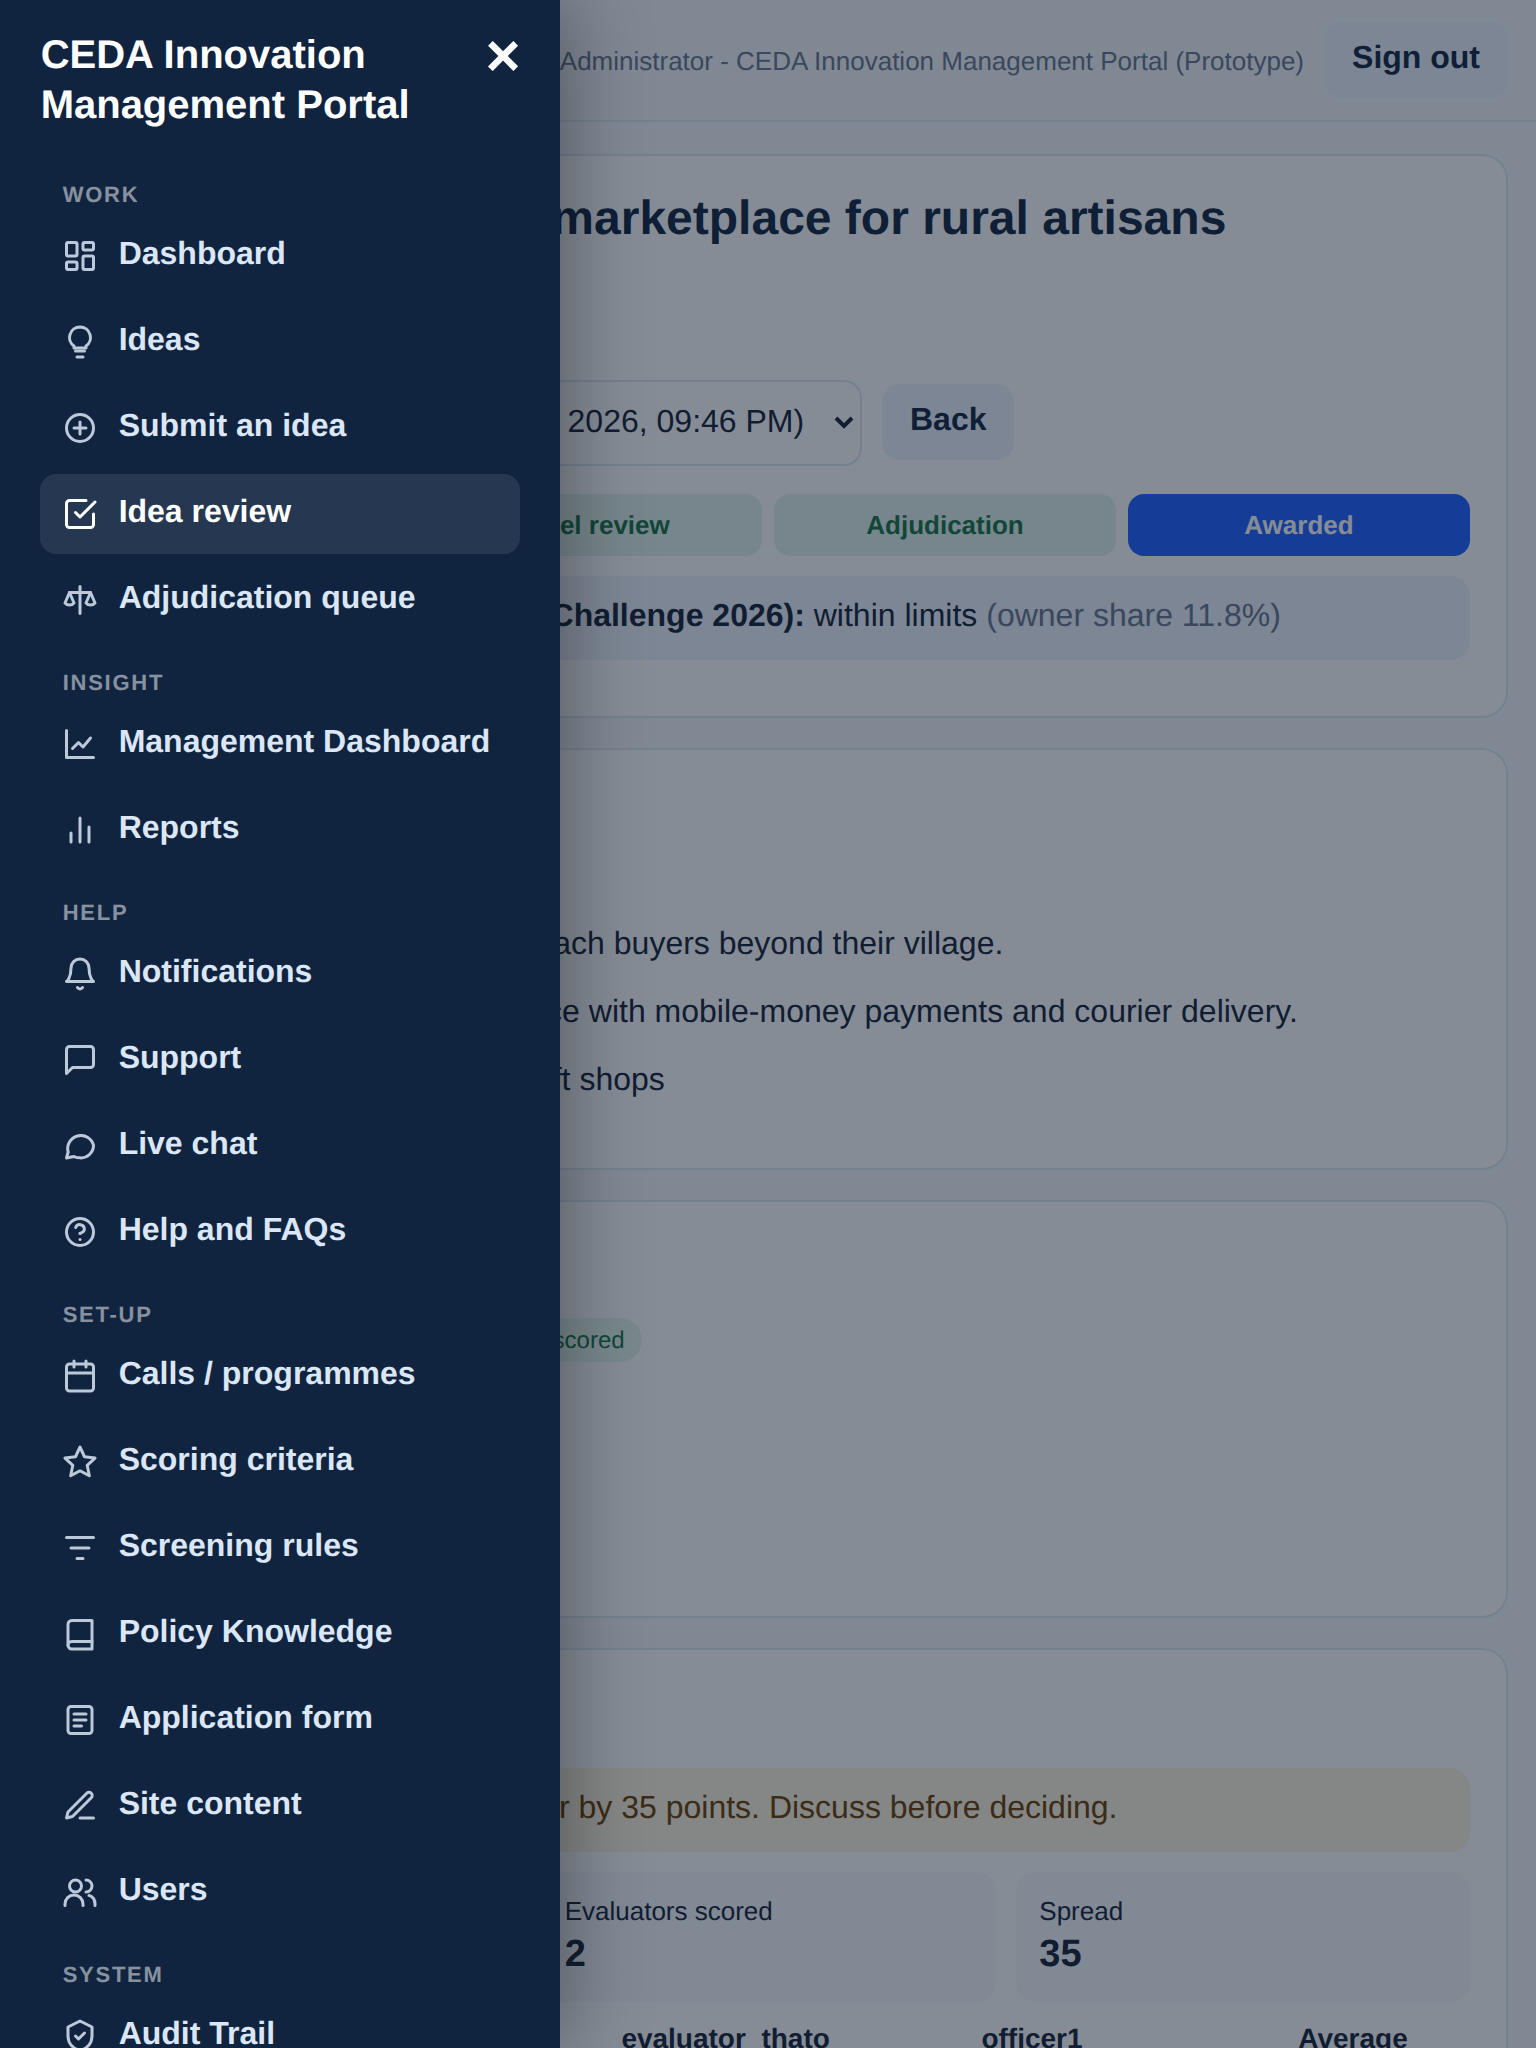 CEDA Innovation
Management Portal
Administrator - CEDA Innovation Management Portal (Prototype)
Sign out
WORK
Dashboard
Ideas
Submit an idea
Idea review
Adjudication queue
INSIGHT
Management Dashboard
Reports
HELP
Notifications
Support
Live chat
Help and FAQs
SET-UP
Calls / programmes
Scoring criteria
Screening rules
Policy Knowledge
Application form
Site content
Users
SYSTEM
Audit Trail
marketplace for rural artisans
2026, 09:46 PM)
Back
review
Adjudication
Awarded
Challenge 2026): within limits (owner share 11.8%)
buyers beyond their village.
with mobile-money payments and courier delivery.
shops
scored
by 35 points. Discuss before deciding.
Evaluators scored
2
Spread
35
evaluator_thato officer1 Average